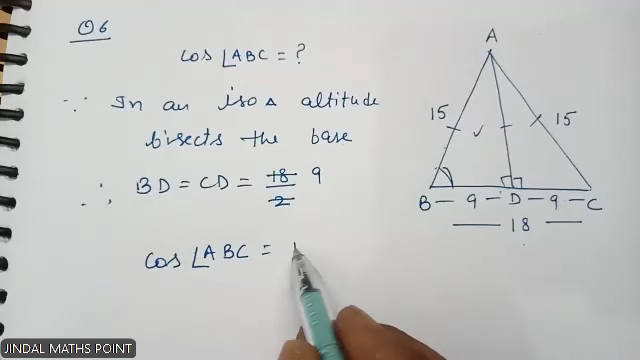 Q6
cos ∠ABC = ?
∵ In an iso △ altitude
bisects the base
∴ BD = CD = 18/2 9
cos ∠ABC =
A
15 15
B - 9 - D - 9 - C
18
JINDAL MATHS POINT